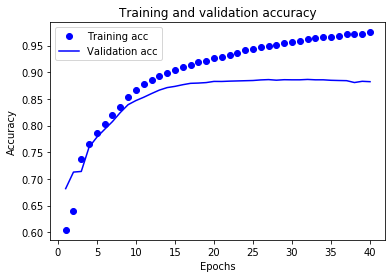 Training and validation accuracy
Training acc
Validation acc
Accuracy
0.95
0.90
0.85
0.80
0.75
0.70
0.65
0.60
0 5 10 15 20 25 30 35 40
Epochs